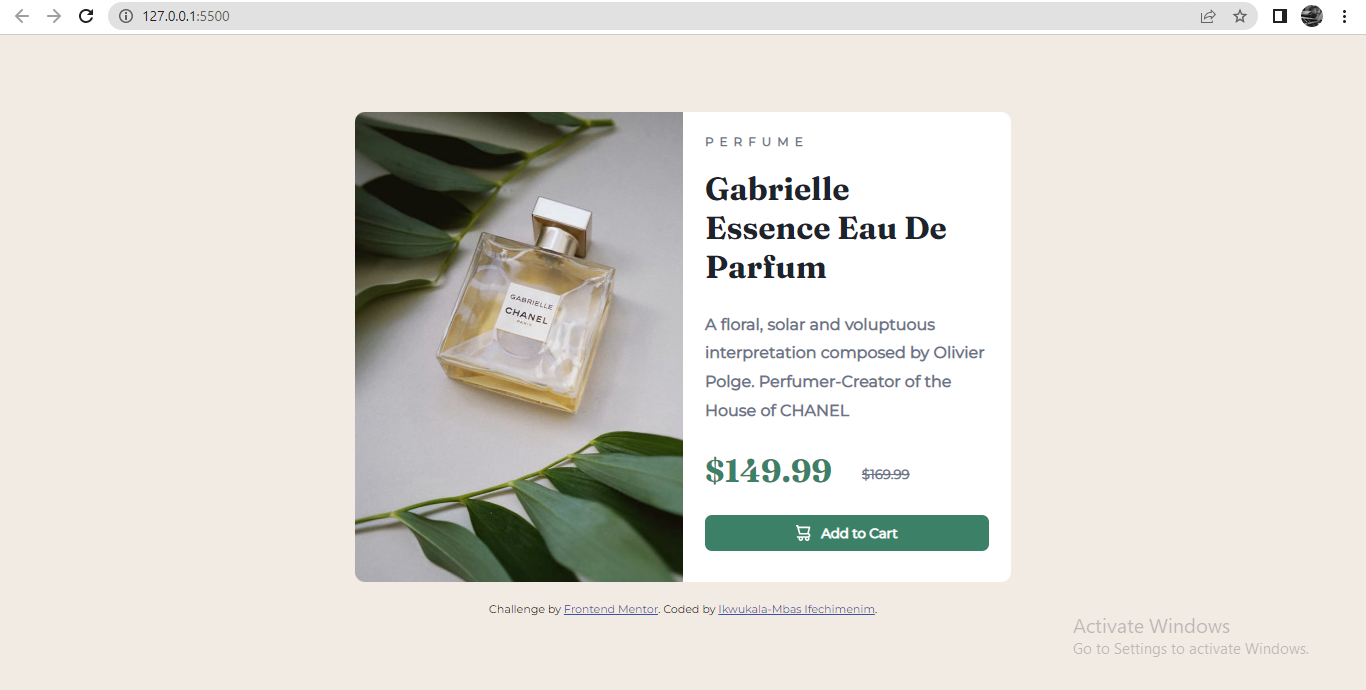 127.0.0.1:5500
PERFUME
Gabrielle
Essence Eau De
Parfum
A floral, solar and voluptuous
interpretation composed by Olivier
Polge. Perfumer-Creator of the
House of CHANEL
$149.99 $169.99
Add to Cart
GABRIELLE
CHANEL
PARIS
Challenge by Frontend Mentor. Coded by Ikwukala-Mbas Ifechimenim.
Activate Windows
Go to Settings to activate Windows.